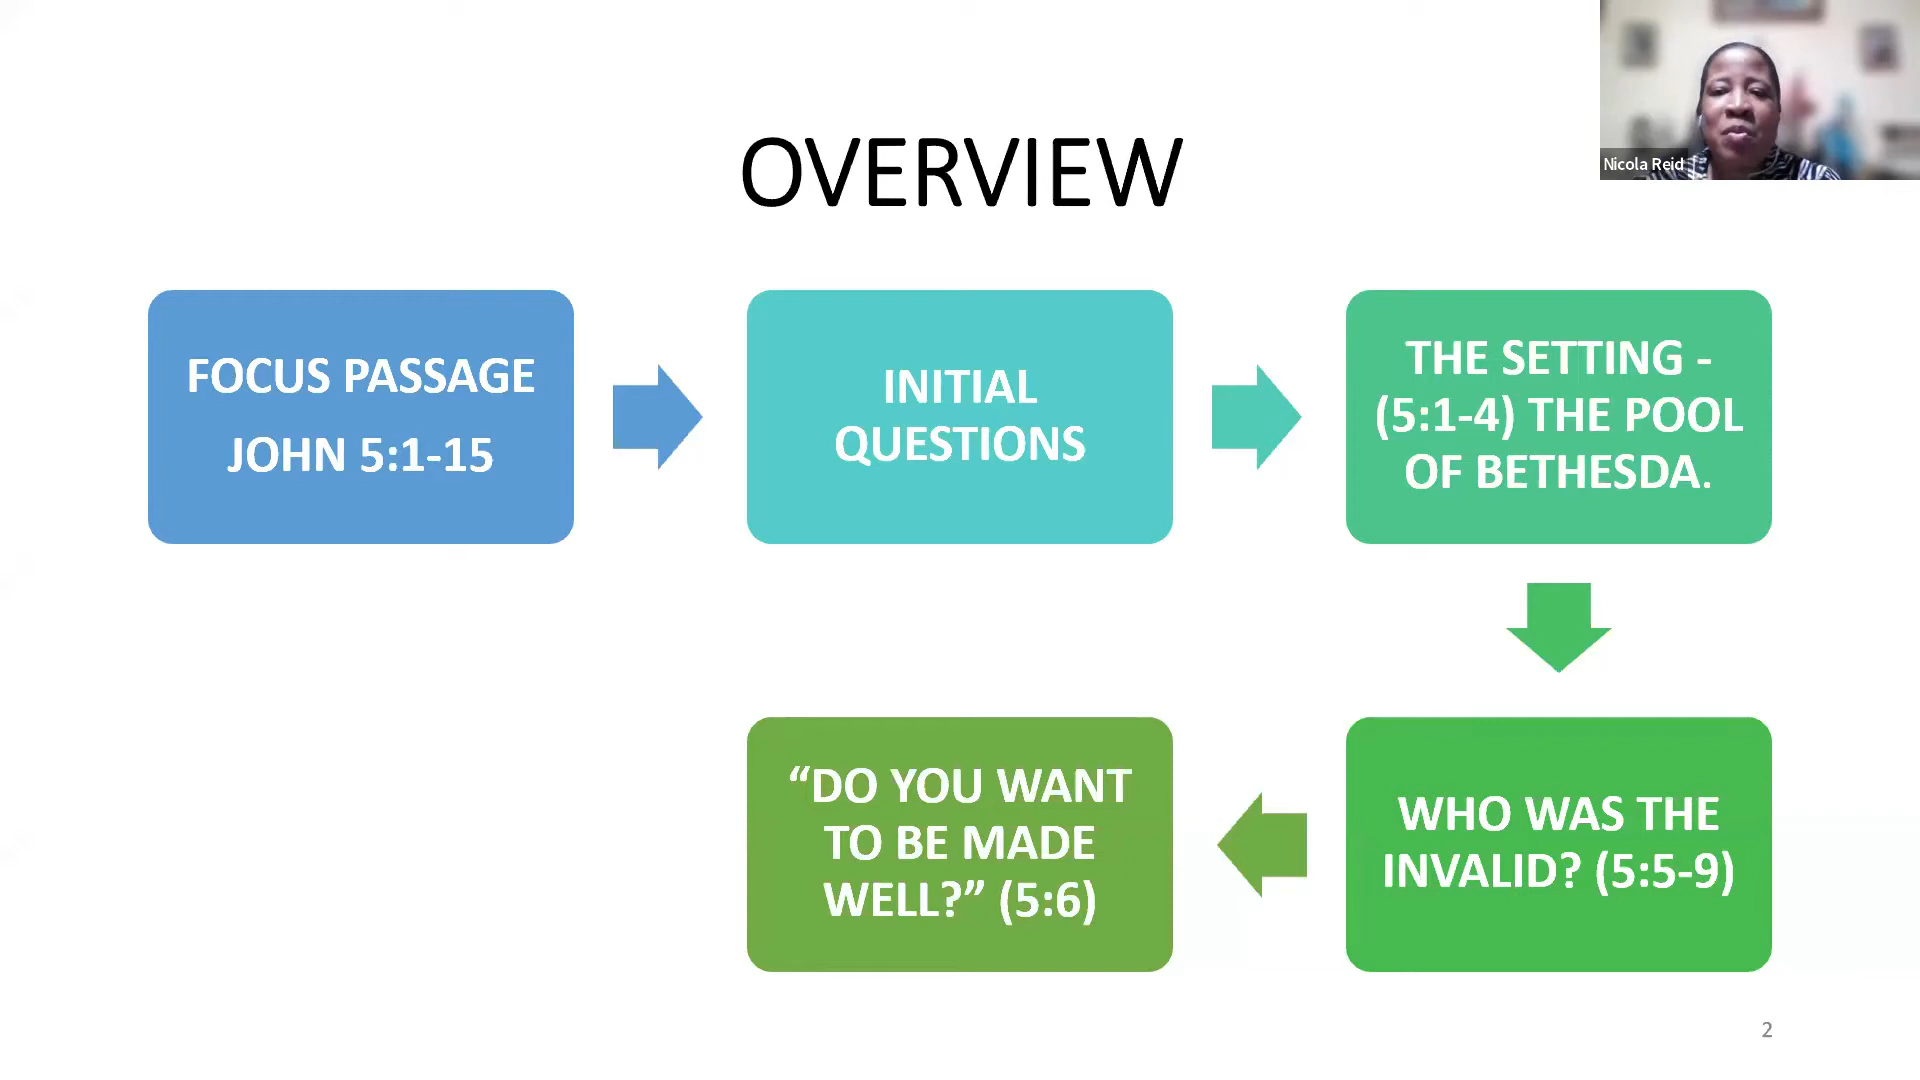 Nicola Reid
OVERVIEW
FOCUS PASSAGE
JOHN 5:1-15
INITIAL
QUESTIONS
THE SETTING -
(5:1-4) THE POOL
OF BETHESDA.
WHO WAS THE
INVALID? (5:5-9)
“DO YOU WANT
TO BE MADE
WELL?” (5:6)
2